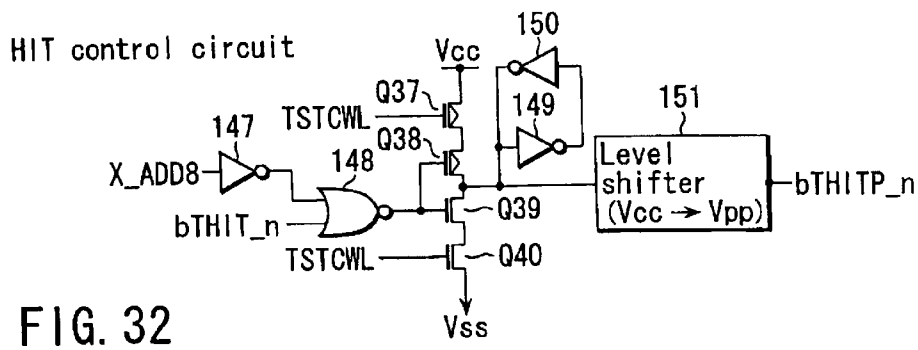 HIT control circuit
Vcc
150
Q37
TSTCWL
149
151
147
Q38
148
X_ADD8
Level
shifter
(Vcc → Vpp)
bTHITP_n
bTHIT_n
Q39
TSTCWL
Q40
Vss
FIG. 32